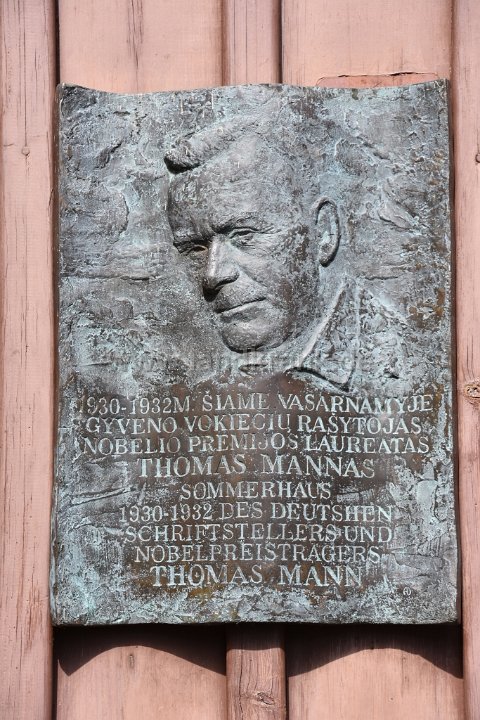 1930-1932 M. ŠIAME VASARNAMYJE
GYVENO VOKIEČIŲ RAŠYTOJAS
NOBELIO PREMIJOS LAUREATAS
THOMAS MANNAS
SOMMERHAUS
1930-1932 DES DEUTSHEN
SCHRIFTSTELLERS UND
NOBELPREISTRÄGERS
THOMAS MANN